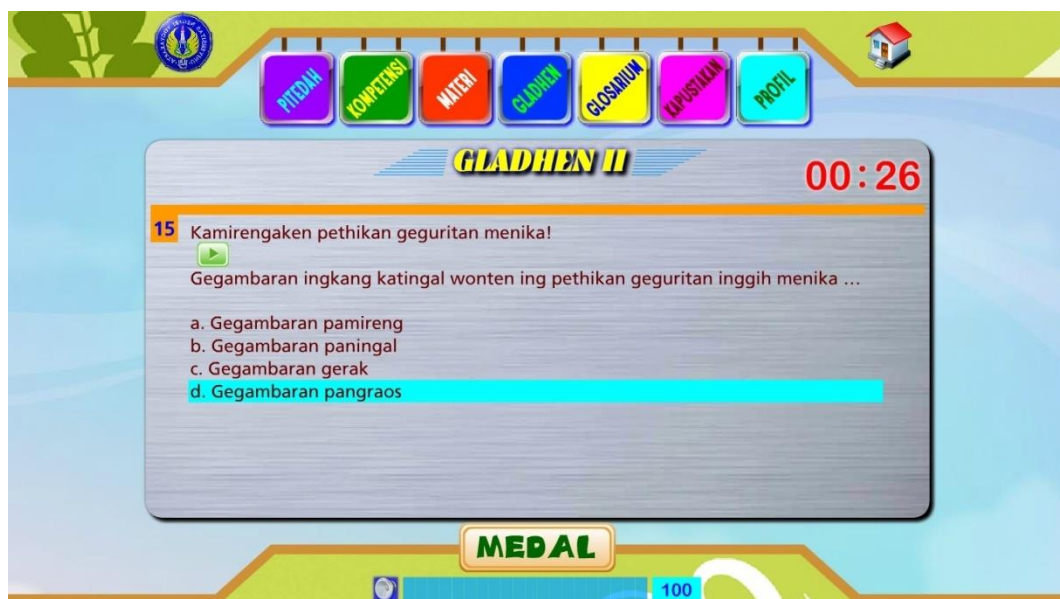 PITEDAH
KOMPETENSI
MATERI
GLADHEN
GLOSARIUM
KAPUSTAKAN
PROFIL
GLADHEN II
00:26
15 Kamirengaken pethikan geguritan menika!
Gegambaran ingkang katingal wonten ing pethikan geguritan inggih menika ...
a. Gegambaran pamireng
b. Gegambaran paningal
c. Gegambaran gerak
d. Gegambaran pangraos
MEDAL
100